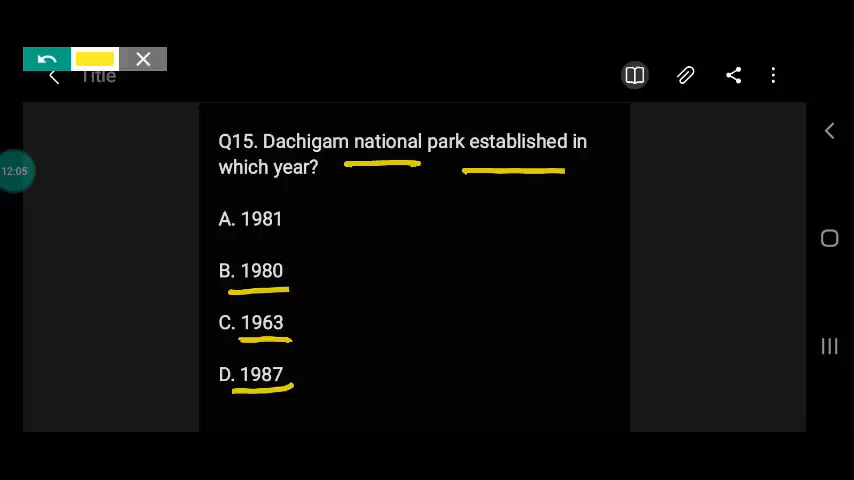 Title
Q15. Dachigam national park established in
which year?
12:05
A. 1981
B. 1980
C. 1963
D. 1987